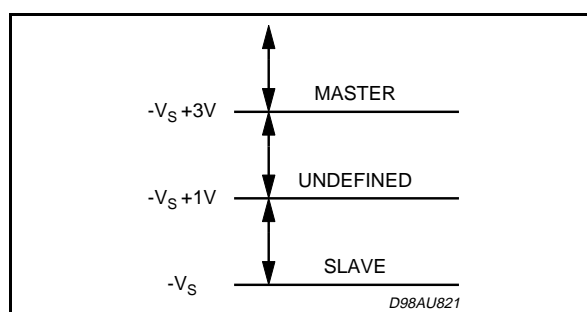 MASTER
-VS +3V
UNDEFINED
-VS +1V
SLAVE
-VS
D98AU821